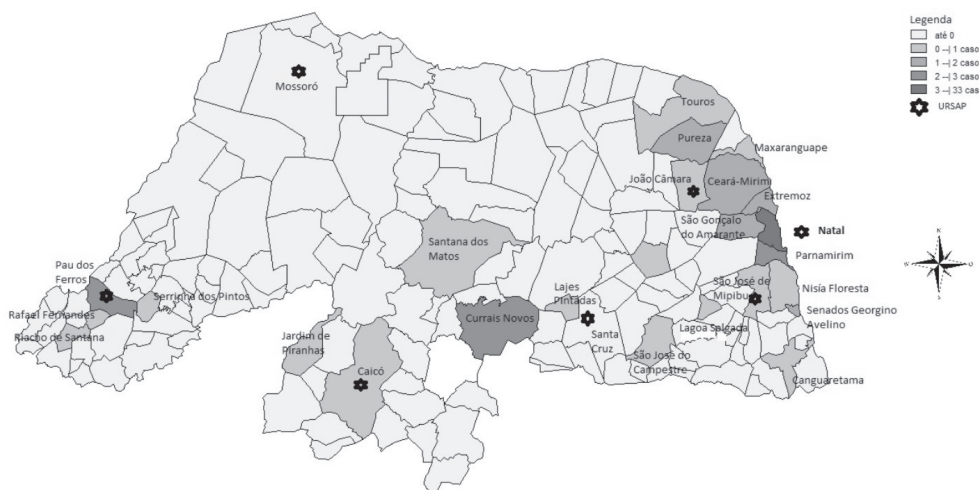 Legenda
até 0
0 --| 1 caso
1 --| 2 caso
2 --| 3 caso
3 --| 33 cas
URSAP
Mossoró
Touros
Pureza
Maxaranguape
João Câmara
Ceará-Mirim
Extremoz
São Gonçalo
do Amarante
Natal
Santana dos
Matos
Parnamirim
Pau dos
Ferros
Serrinha dos Pintos
Rafael Fernandes
Riacho de Santana
Lajes
Pintadas
São José de
Mipibu
Nisía Floresta
Senados Georgino
Avelino
Jardim de
Piranhas
Currais Novos
Santa
Cruz
Lagoa Salgada
Caicó
São José do
Campestre
Canguaretama
N
S